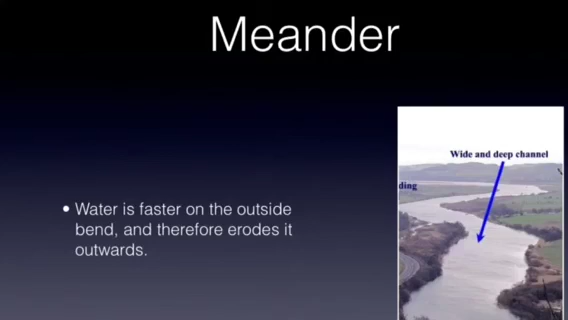 Meander
Wide and deep channel
ding
• Water is faster on the outside
bend, and therefore erodes it
outwards.